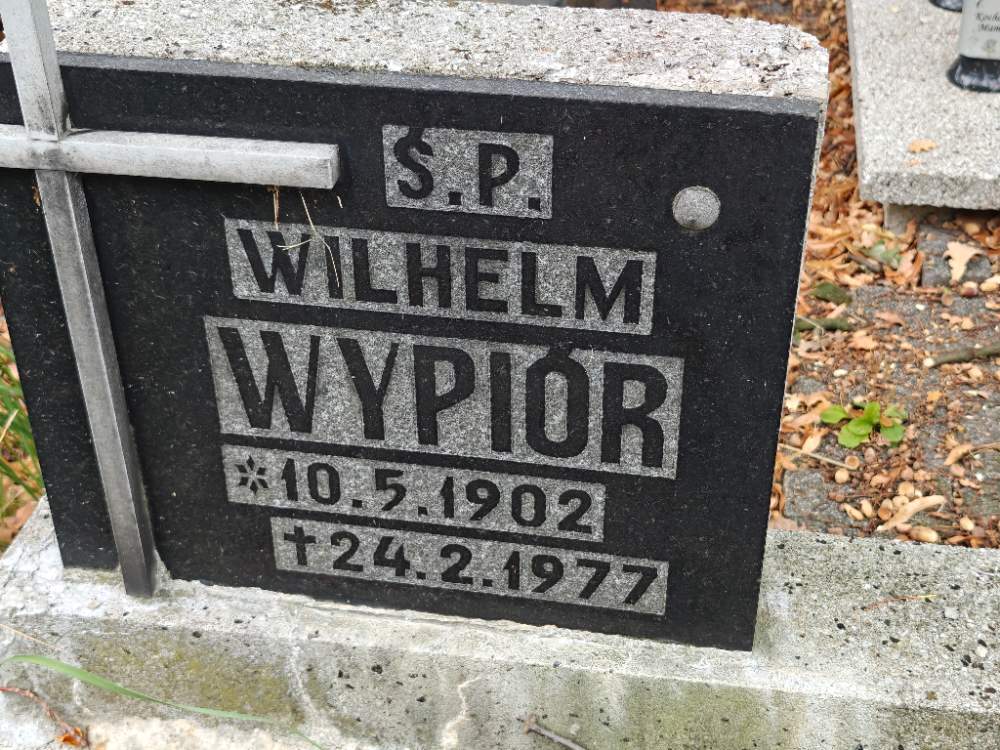 Ś.P.
WILHELM
WYPIÓR
* 10.5.1902
† 24.2.1977